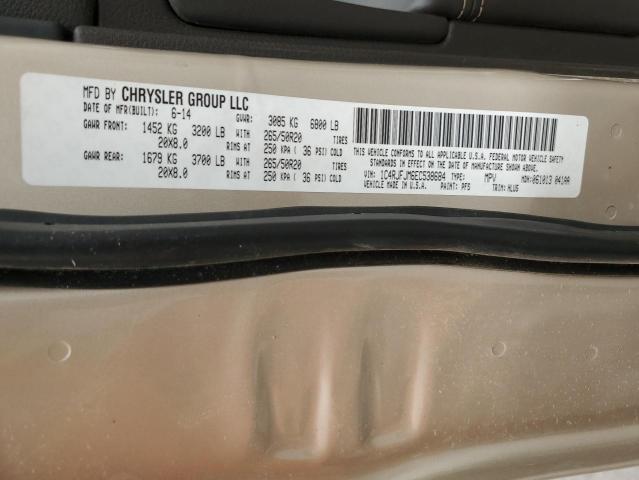 MFD BY CHRYSLER GROUP LLC
DATE OF MFR(BUILT): 6-14 GVWR: 3085 KG 6800 LB
GAWR FRONT: 1452 KG 3200 LB WITH 265/50R20 TIRES
20X8.0 RIMS AT 250 KPA ( 36 PSI) COLD
GAWR REAR: 1679 KG 3700 LB WITH 265/50R20 TIRES
20X8.0 RIMS AT 250 KPA ( 36 PSI) COLD
THIS VEHICLE CONFORMS TO ALL APPLICABLE U.S.A. FEDERAL MOTOR VEHICLE SAFETY
STANDARDS IN EFFECT ON THE DATE OF MANUFACTURE SHOWN ABOVE.
VIN: 1C4RJFJM6EC538684 TYPE: MPV MDH:061013 041AA
VEHICLE MADE IN U.S.A. PAINT: PFS TRIM: HLU5